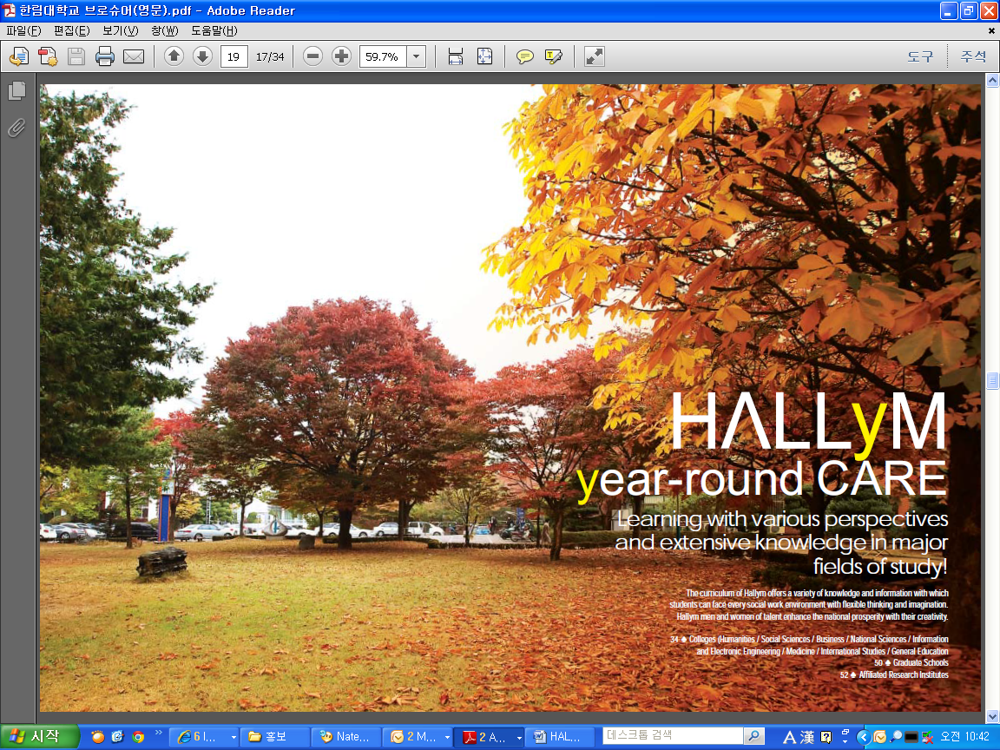 한림대학교 브로슈어(영문).pdf - Adobe Reader
파일(F) 편집(E) 보기(V) 창(W) 도움말(H)
19 17/34 59.7% 도구 주석
HΛLLyM
year-round CARE
Learning with various perspectives
and extensive knowledge in major
fields of study!
The curriculum of Hallym offers a variety of knowledge and information with which
students can face every social work environment with flexible thinking and imagination.
Hallym men and women of talent enhance the national prosperity with their creativity.
34 ♣ Colleges (Humanities / Social Sciences / Business / National Sciences / Information
and Electronic Engineering / Medicine / International Studies / General Education
50 ♣ Graduate Schools
52 ♣ Affiliated Research Institutes
시작 6 I... 홍보 Nate... 2 M... 2 A... HAL... 데스크톱 검색 A 漢 오전 10:42